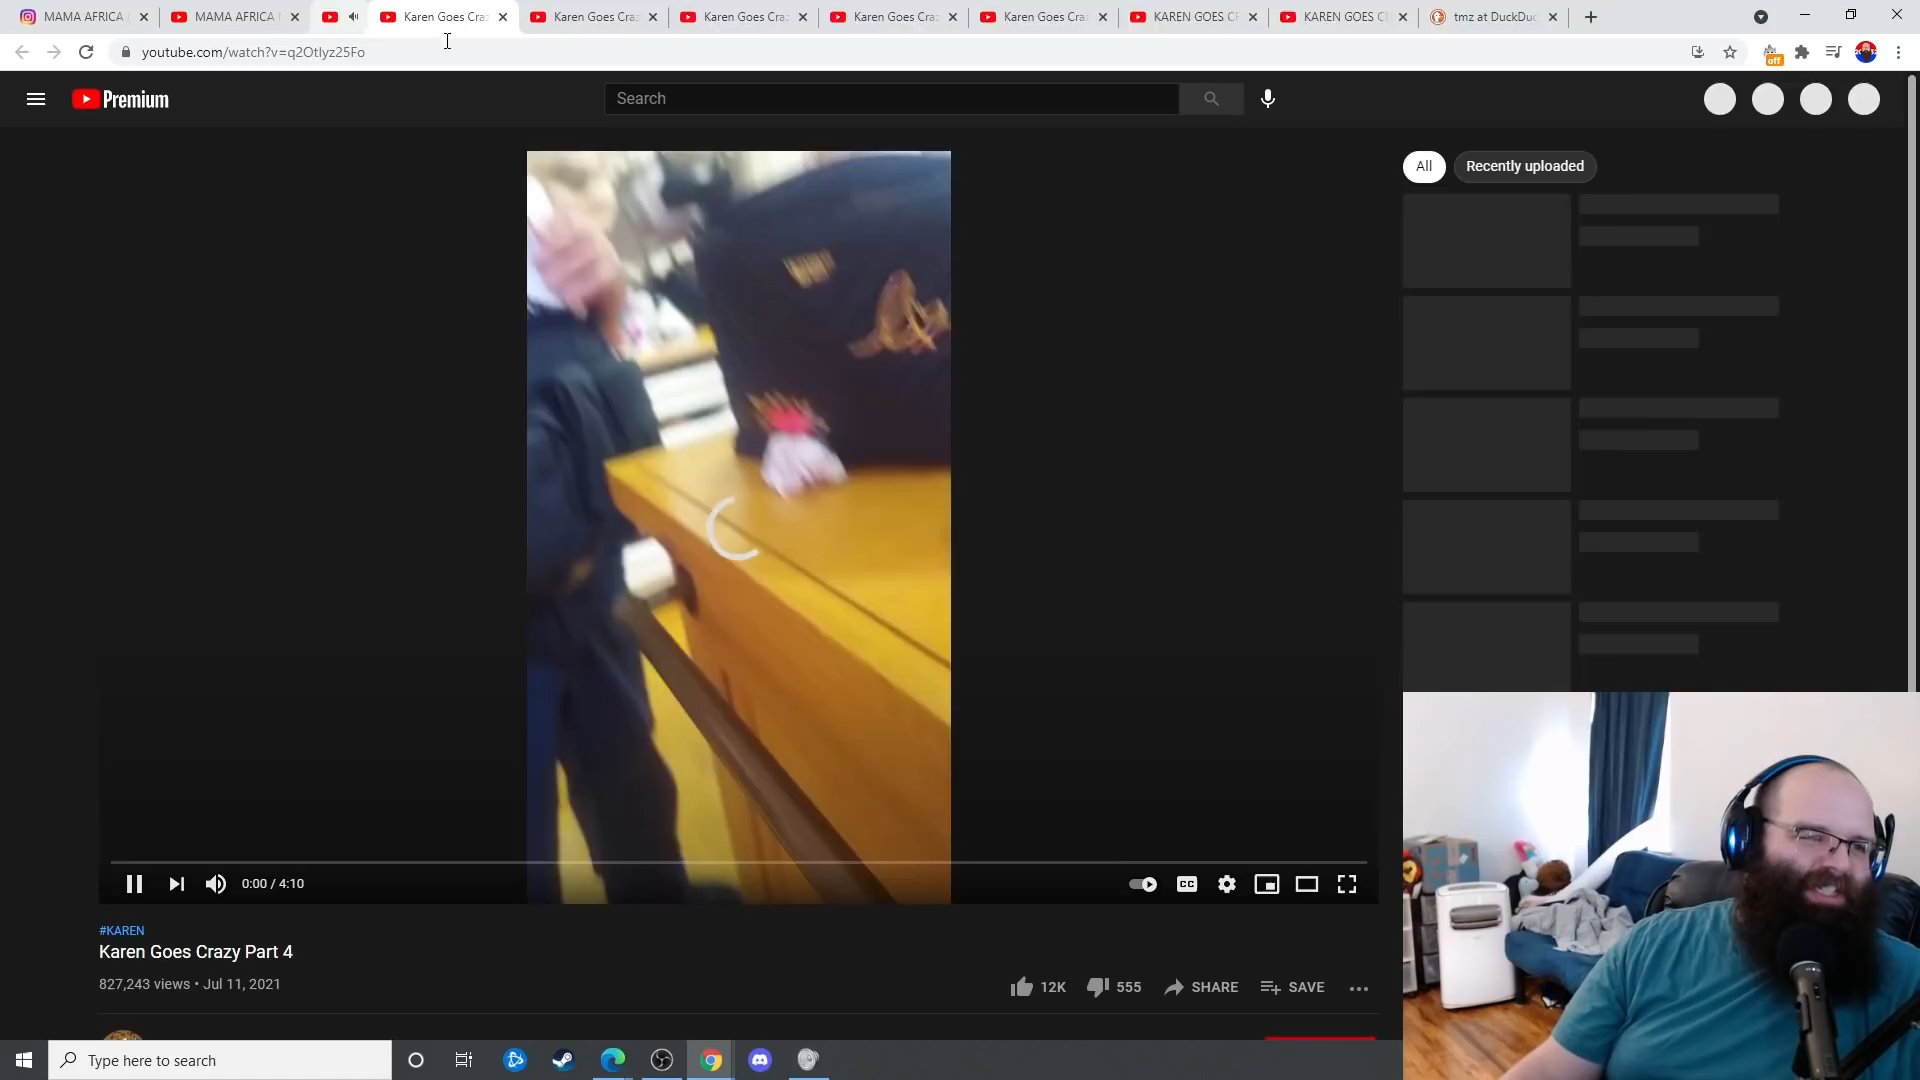 MAMA AFRICA
MAMA AFRICA
Karen Goes Cra
Karen Goes Cra
Karen Goes Cra
Karen Goes Cra
Karen Goes Cra
KAREN GOES C
KAREN GOES C
tmz at DuckDuc
youtube.com/watch?v=q2Otlyz25Fo
off
Premium
Search
All
Recently uploaded
0:00 / 4:10
CC
#KAREN
Karen Goes Crazy Part 4
827,243 views • Jul 11, 2021
12K
555
SHARE
SAVE
Type here to search